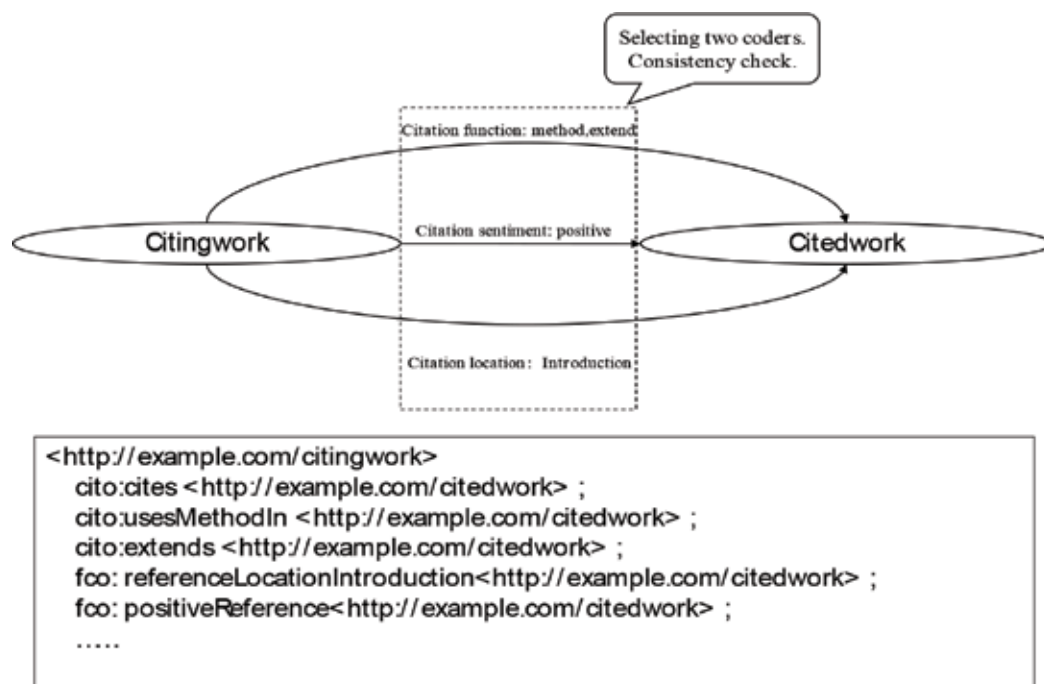 Selecting two coders.
Consistency check.
Citation function: method,extend
Citingwork
Citation sentiment: positive
Citedwork
Citation location: Introduction
<http://example.com/citingwork>
cito:cites <http://example.com/citedwork> ;
cito:usesMethodIn <http://example.com/citedwork> ;
cito:extends <http://example.com/citedwork> ;
fco: referenceLocationIntroduction<http://example.com/citedwork> ;
fco: positiveReference<http://example.com/citedwork> ;
.....